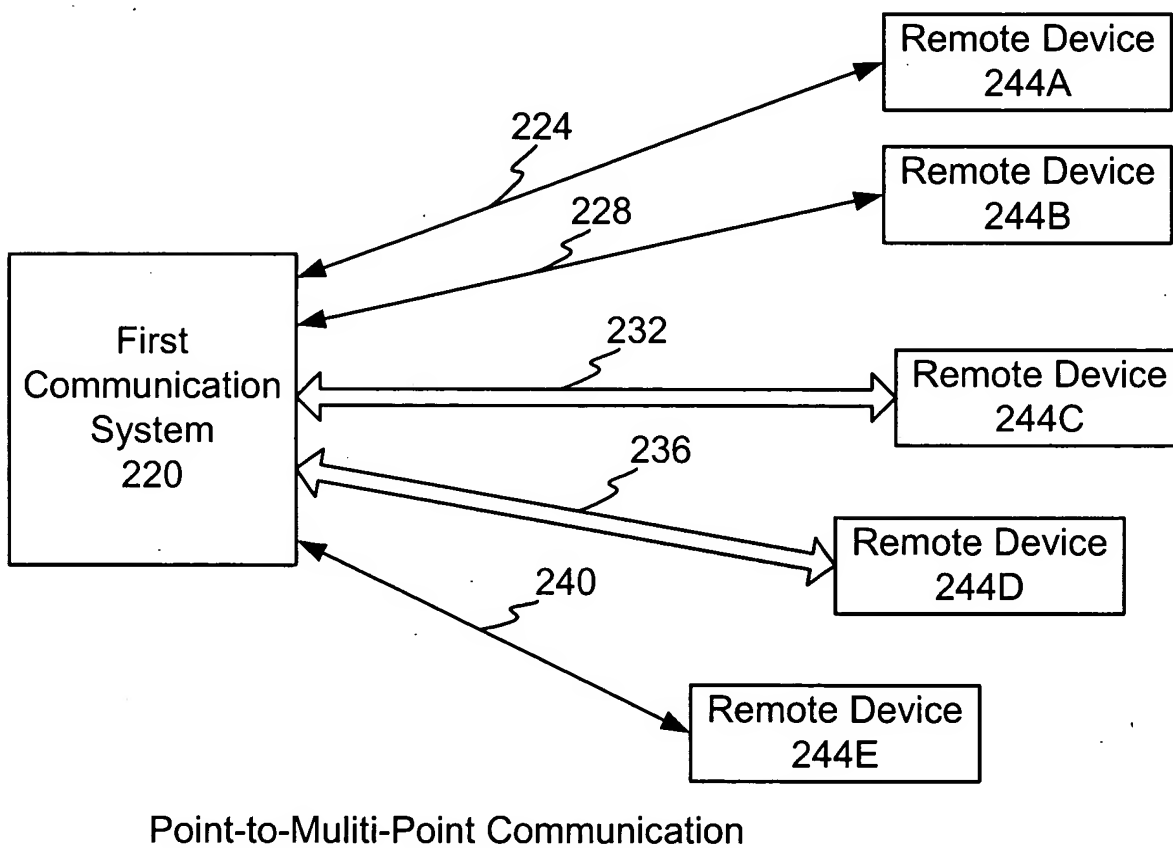 Remote Device
244A
224
Remote Device
244B
228
First
Communication
System
220
232
Remote Device
244C
236
Remote Device
244D
240
Remote Device
244E
Point-to-Muliti-Point Communication